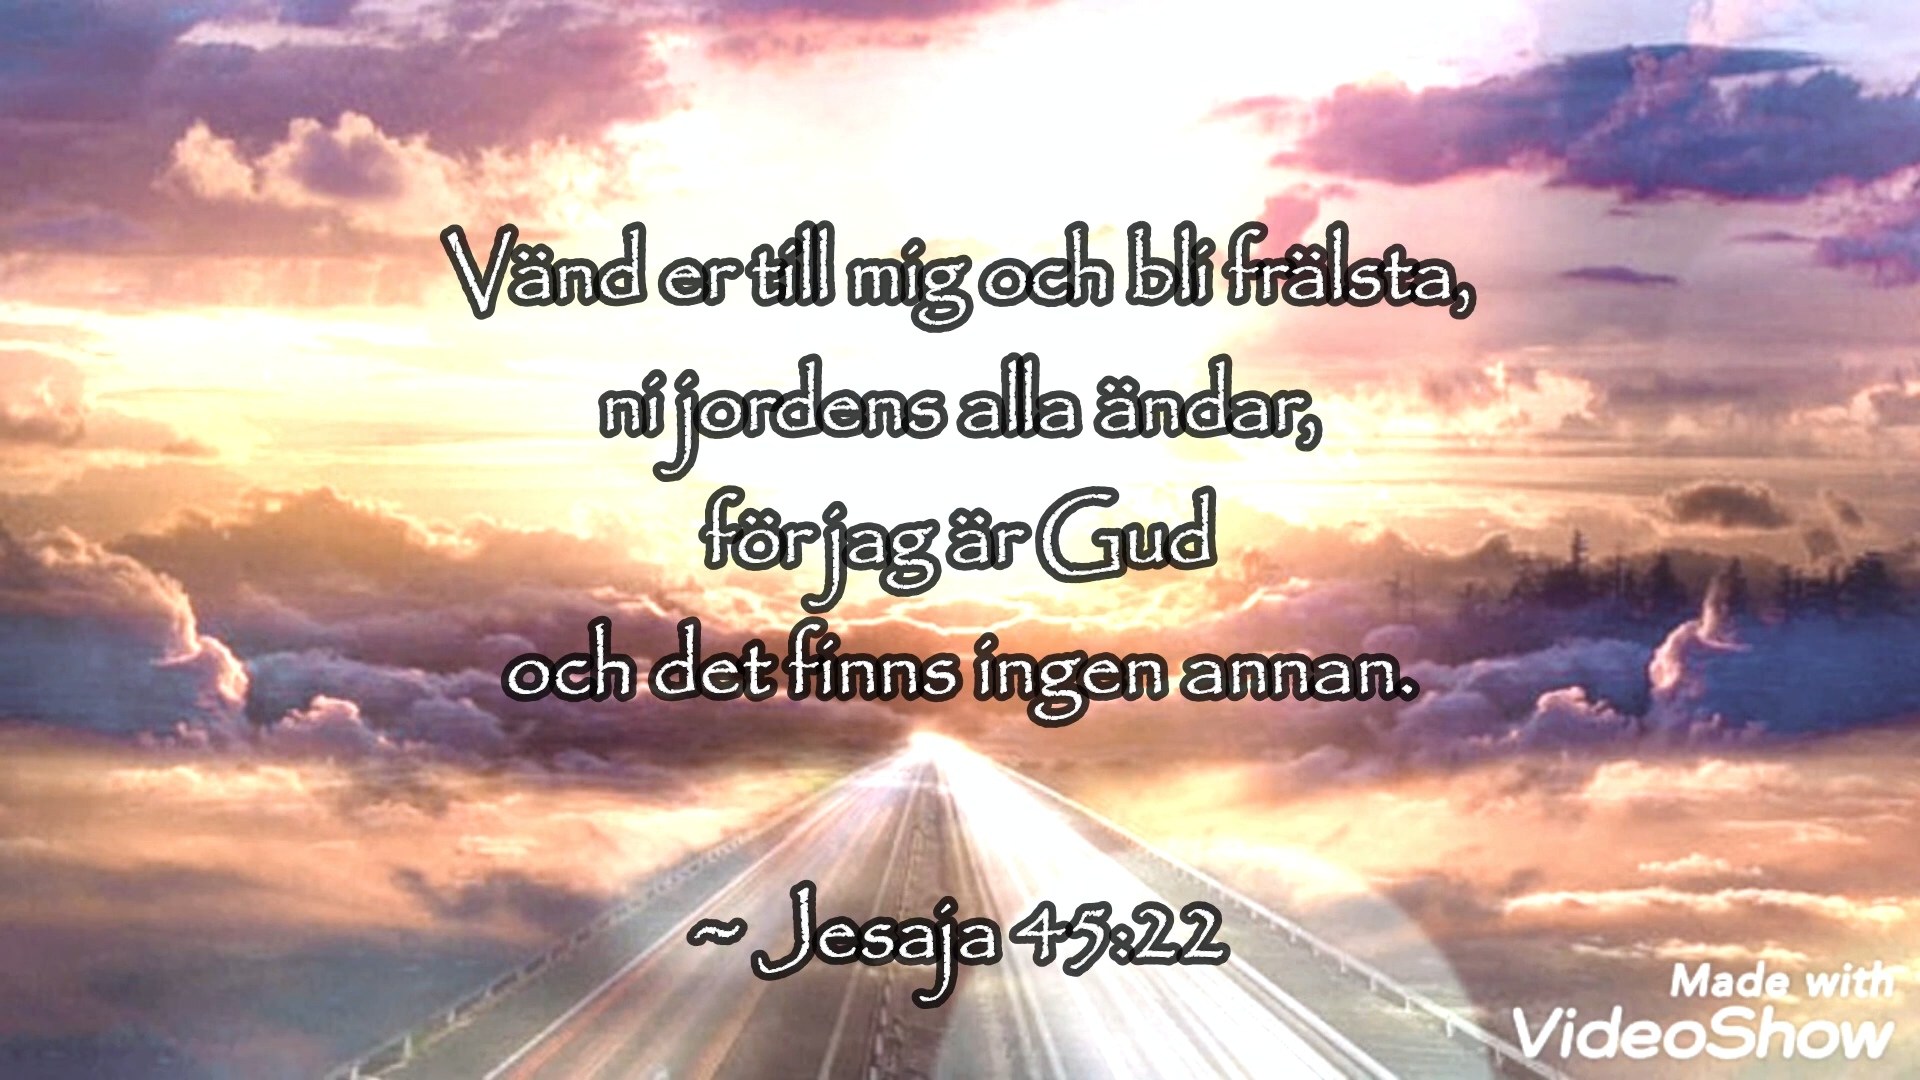 Vänd er till mig och bli frälsta,
ni jordens alla ändar,
för jag är Gud
och det finns ingen annan.
~ Jesaja 45:22
Made with
VideoShow